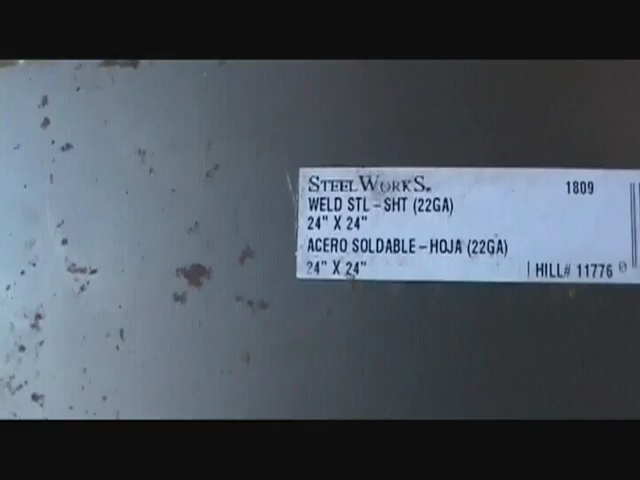 STEELWORKS® 1809
WELD STL-SHT (22GA)
24" X 24"
ACERO SOLDABLE-HOJA (22GA)
24" X 24"
HILL# 11776